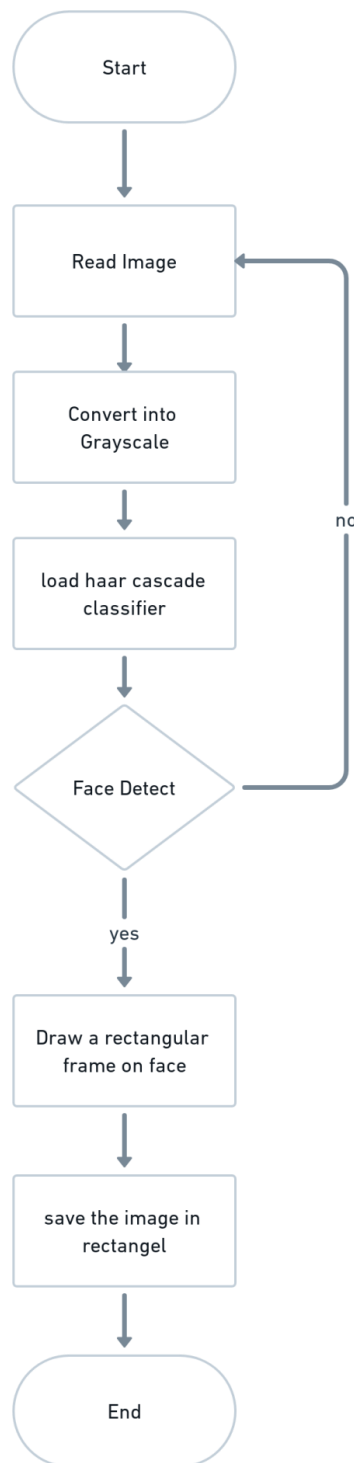 Start
Read Image
Convert into
Grayscale
no
load haar cascade
classifier
Face Detect
yes
Draw a rectangular
frame on face
save the image in
rectangel
End